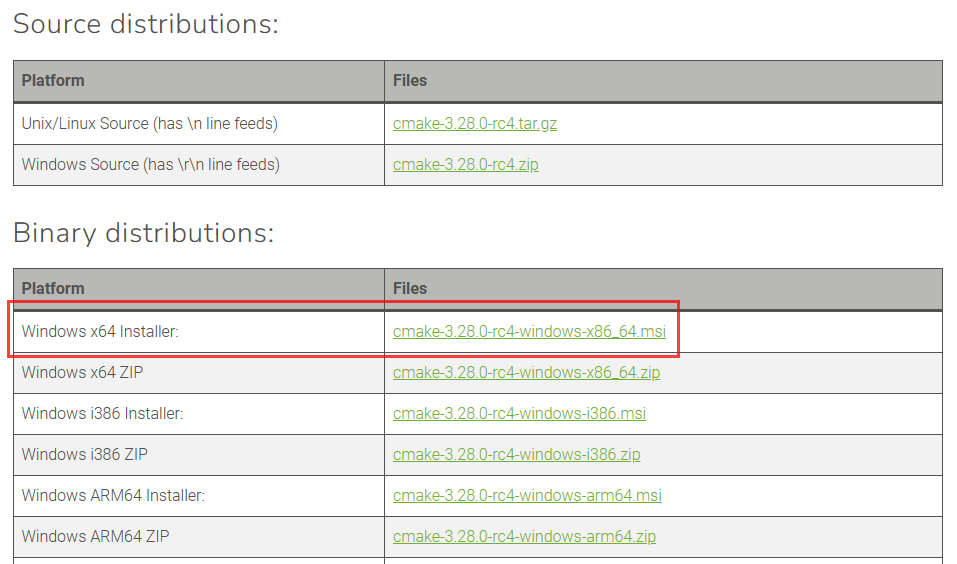 Source distributions:
Platform Files
Unix/Linux Source (has \n line feeds) cmake-3.28.0-rc4.tar.gz
Windows Source (has \r\n line feeds) cmake-3.28.0-rc4.zip
Binary distributions:
Platform Files
Windows x64 Installer: cmake-3.28.0-rc4-windows-x86_64.msi
Windows x64 ZIP cmake-3.28.0-rc4-windows-x86_64.zip
Windows i386 Installer: cmake-3.28.0-rc4-windows-i386.msi
Windows i386 ZIP cmake-3.28.0-rc4-windows-i386.zip
Windows ARM64 Installer: cmake-3.28.0-rc4-windows-arm64.msi
Windows ARM64 ZIP cmake-3.28.0-rc4-windows-arm64.zip